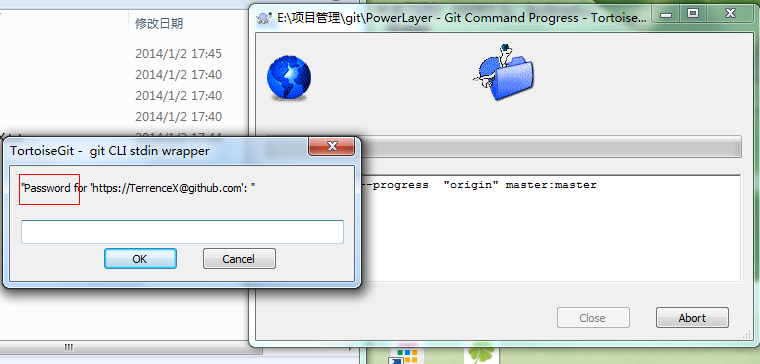 修改日期
2014/1/2 17:45
2014/1/2 17:40
2014/1/2 17:40
2014/1/2 17:40
E:\项目管理\git\PowerLayer - Git Command Progress - Tortoise...
TortoiseGit - git CLI stdin wrapper
"Password for 'https://TerrenceX@github.com': "
OK
Cancel
--progress "origin" master:master
Close
Abort